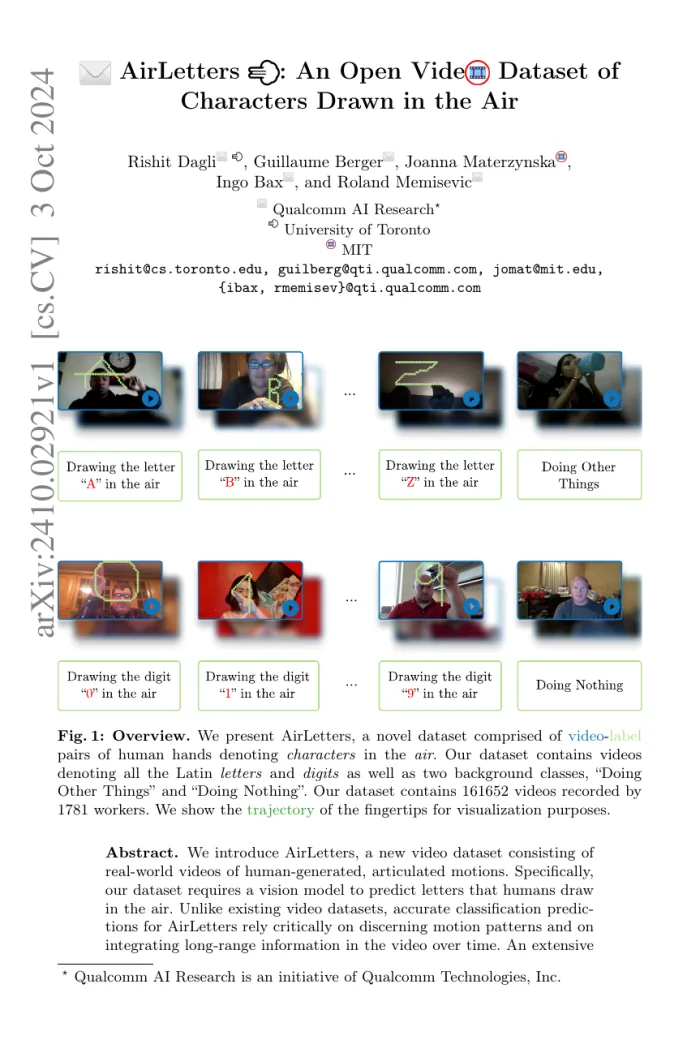 arXiv:2410.02921v1 [cs.CV] 3 Oct 2024
AirLetters : An Open Vide Dataset of
Characters Drawn in the Air
Rishit Dagli, Guillaume Berger, Joanna Materzynska,
Ingo Bax, and Roland Memisevic
Qualcomm AI Research⋆
University of Toronto
MIT
rishit@cs.toronto.edu, guilberg@qti.qualcomm.com, jomat@mit.edu,
{ibax, rmemisev}@qti.qualcomm.com
A
B
...
Z
Drawing the letter
“A” in the air
Drawing the letter
“B” in the air
...
Drawing the letter
“Z” in the air
Doing Other
Things
0
1
...
9
Drawing the digit
“0” in the air
Drawing the digit
“1” in the air
...
Drawing the digit
“9” in the air
Doing Nothing
Fig. 1: Overview. We present AirLetters, a novel dataset comprised of video-label
pairs of human hands denoting characters in the air. Our dataset contains videos
denoting all the Latin letters and digits as well as two background classes, “Doing
Other Things” and “Doing Nothing”. Our dataset contains 161652 videos recorded by
1781 workers. We show the trajectory of the fingertips for visualization purposes.
Abstract. We introduce AirLetters, a new video dataset consisting of
real-world videos of human-generated, articulated motions. Specifically,
our dataset requires a vision model to predict letters that humans draw
in the air. Unlike existing video datasets, accurate classification predic-
tions for AirLetters rely critically on discerning motion patterns and on
integrating long-range information in the video over time. An extensive
⋆ Qualcomm AI Research is an initiative of Qualcomm Technologies, Inc.